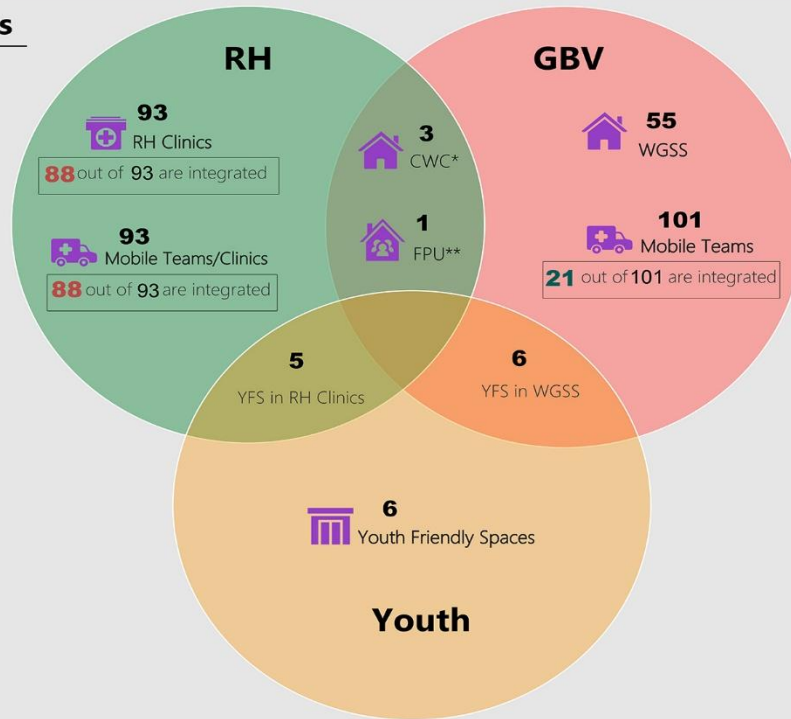 s
RH
GBV
93
RH Clinics
88 out of 93 are integrated
93
Mobile Teams/Clinics
88 out of 93 are integrated
3
CWC*
1
FPU**
55
WGSS
101
Mobile Teams
21 out of 101 are integrated
5
YFS in RH Clinics
6
YFS in WGSS
6
Youth Friendly Spaces
Youth